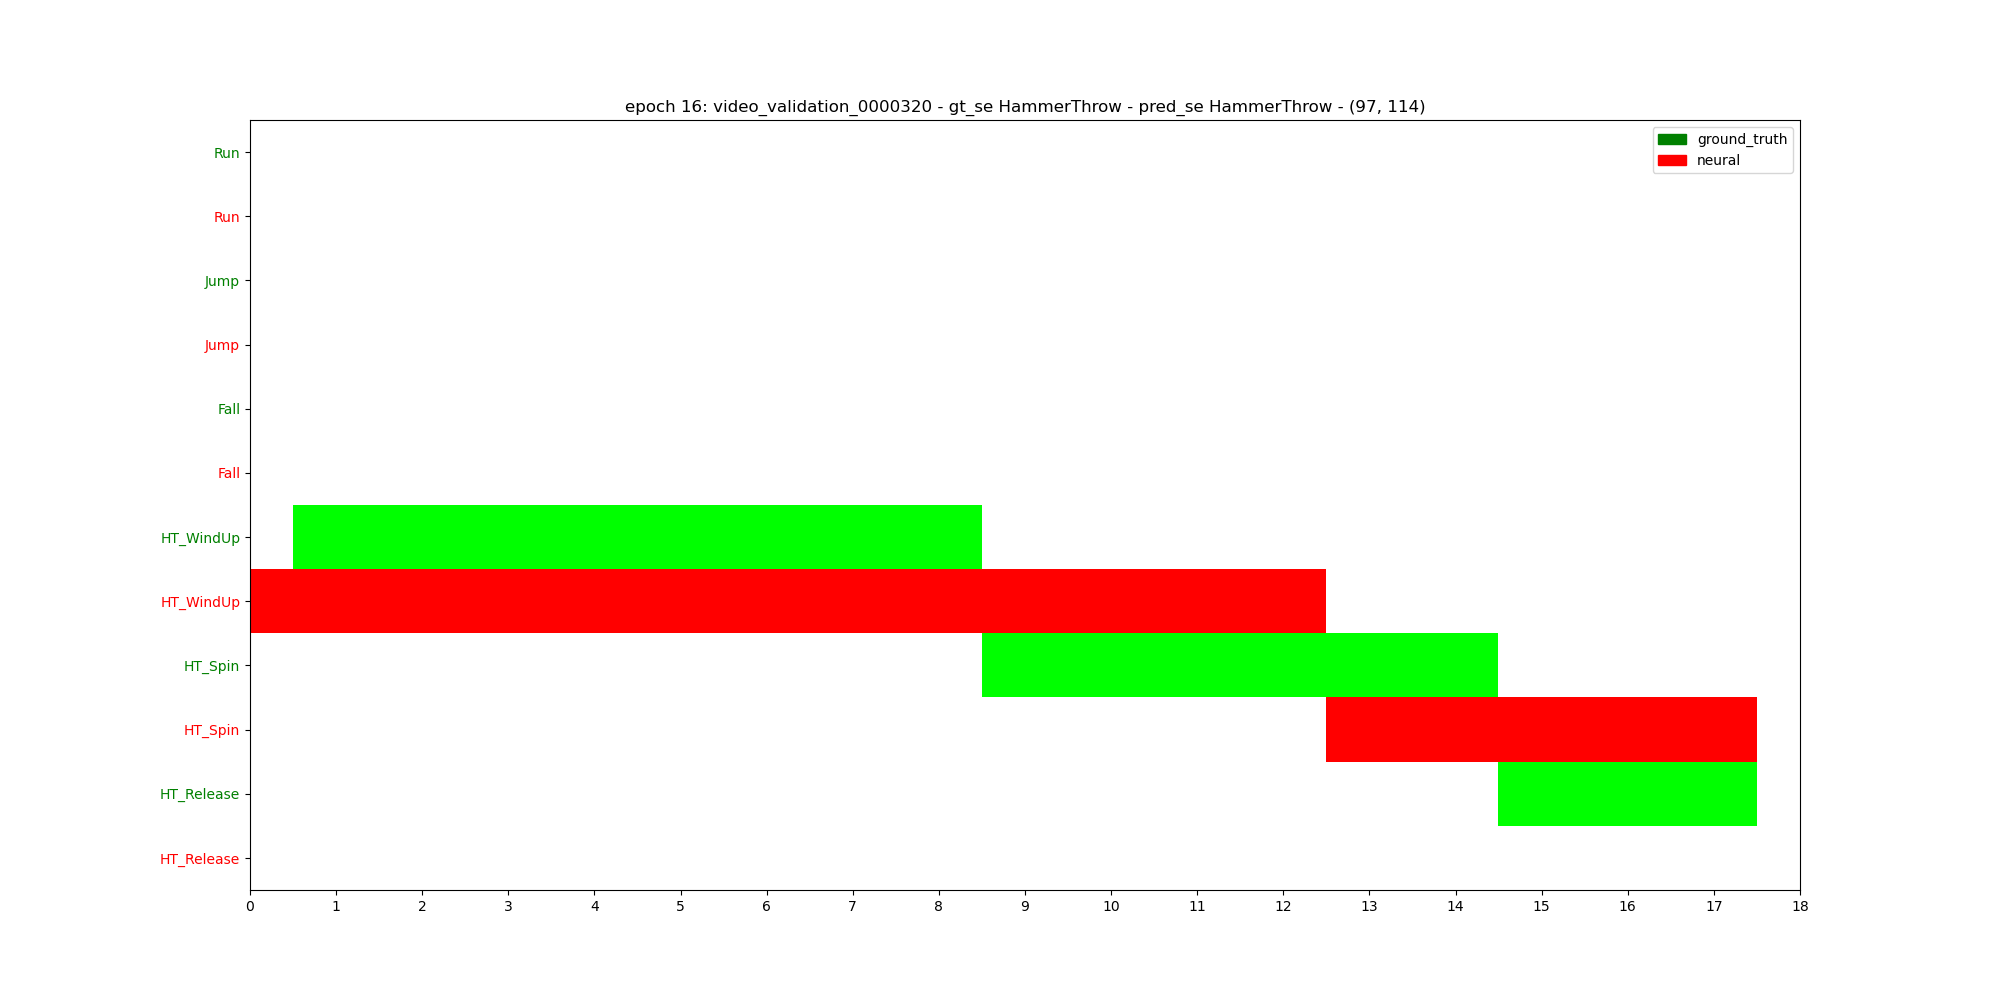 epoch 16: video_validation_0000320 - gt_se HammerThrow - pred_se HammerThrow - (97, 114)
ground_truth
neural
Run
Run
Jump
Jump
Fall
Fall
HT_WindUp
HT_WindUp
HT_Spin
HT_Spin
HT_Release
HT_Release
0 1 2 3 4 5 6 7 8 9 10 11 12 13 14 15 16 17 18